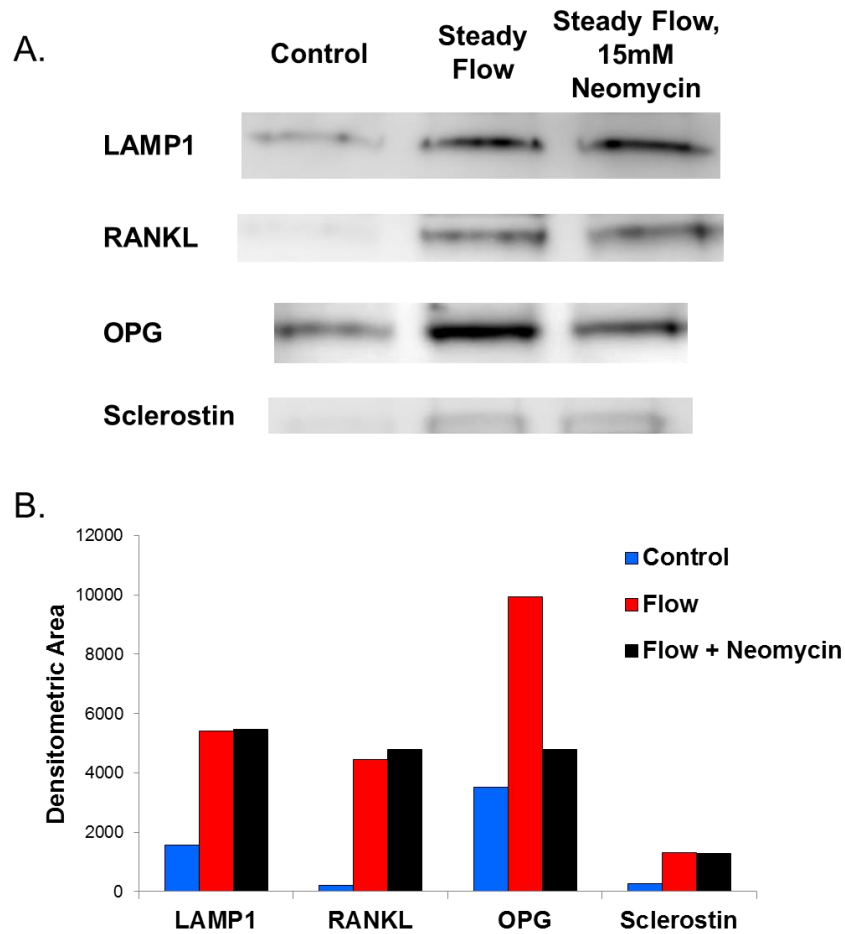 A.
Control
Steady
Flow
Steady Flow,
15mM
Neomycin
LAMP1
RANKL
OPG
Sclerostin
B.
12000
10000
8000
6000
4000
2000
0
Densitometric Area
Control
Flow
Flow + Neomycin
LAMP1 RANKL OPG Sclerostin